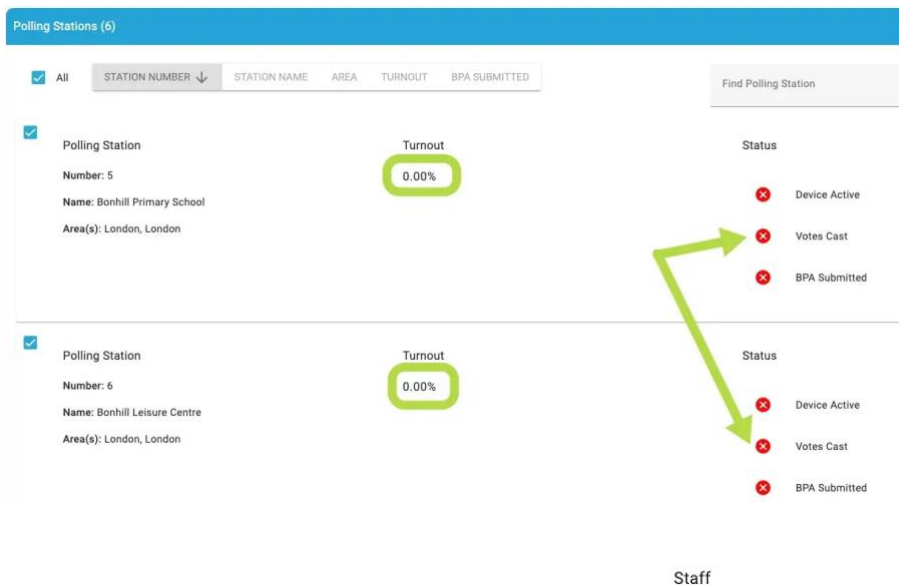 Polling Stations (6)
All STATION NUMBER STATION NAME AREA TURNOUT BPA SUBMITTED
Find Polling Station
Polling Station Turnout Status
Number: 5 0.00%
Device Active
Name: Bonhill Primary School
Area(s): London, London
Votes Cast
BPA Submitted
Polling Station Turnout Status
Number: 6 0.00%
Device Active
Name: Bonhill Leisure Centre
Area(s): London, London
Votes Cast
BPA Submitted
Staff